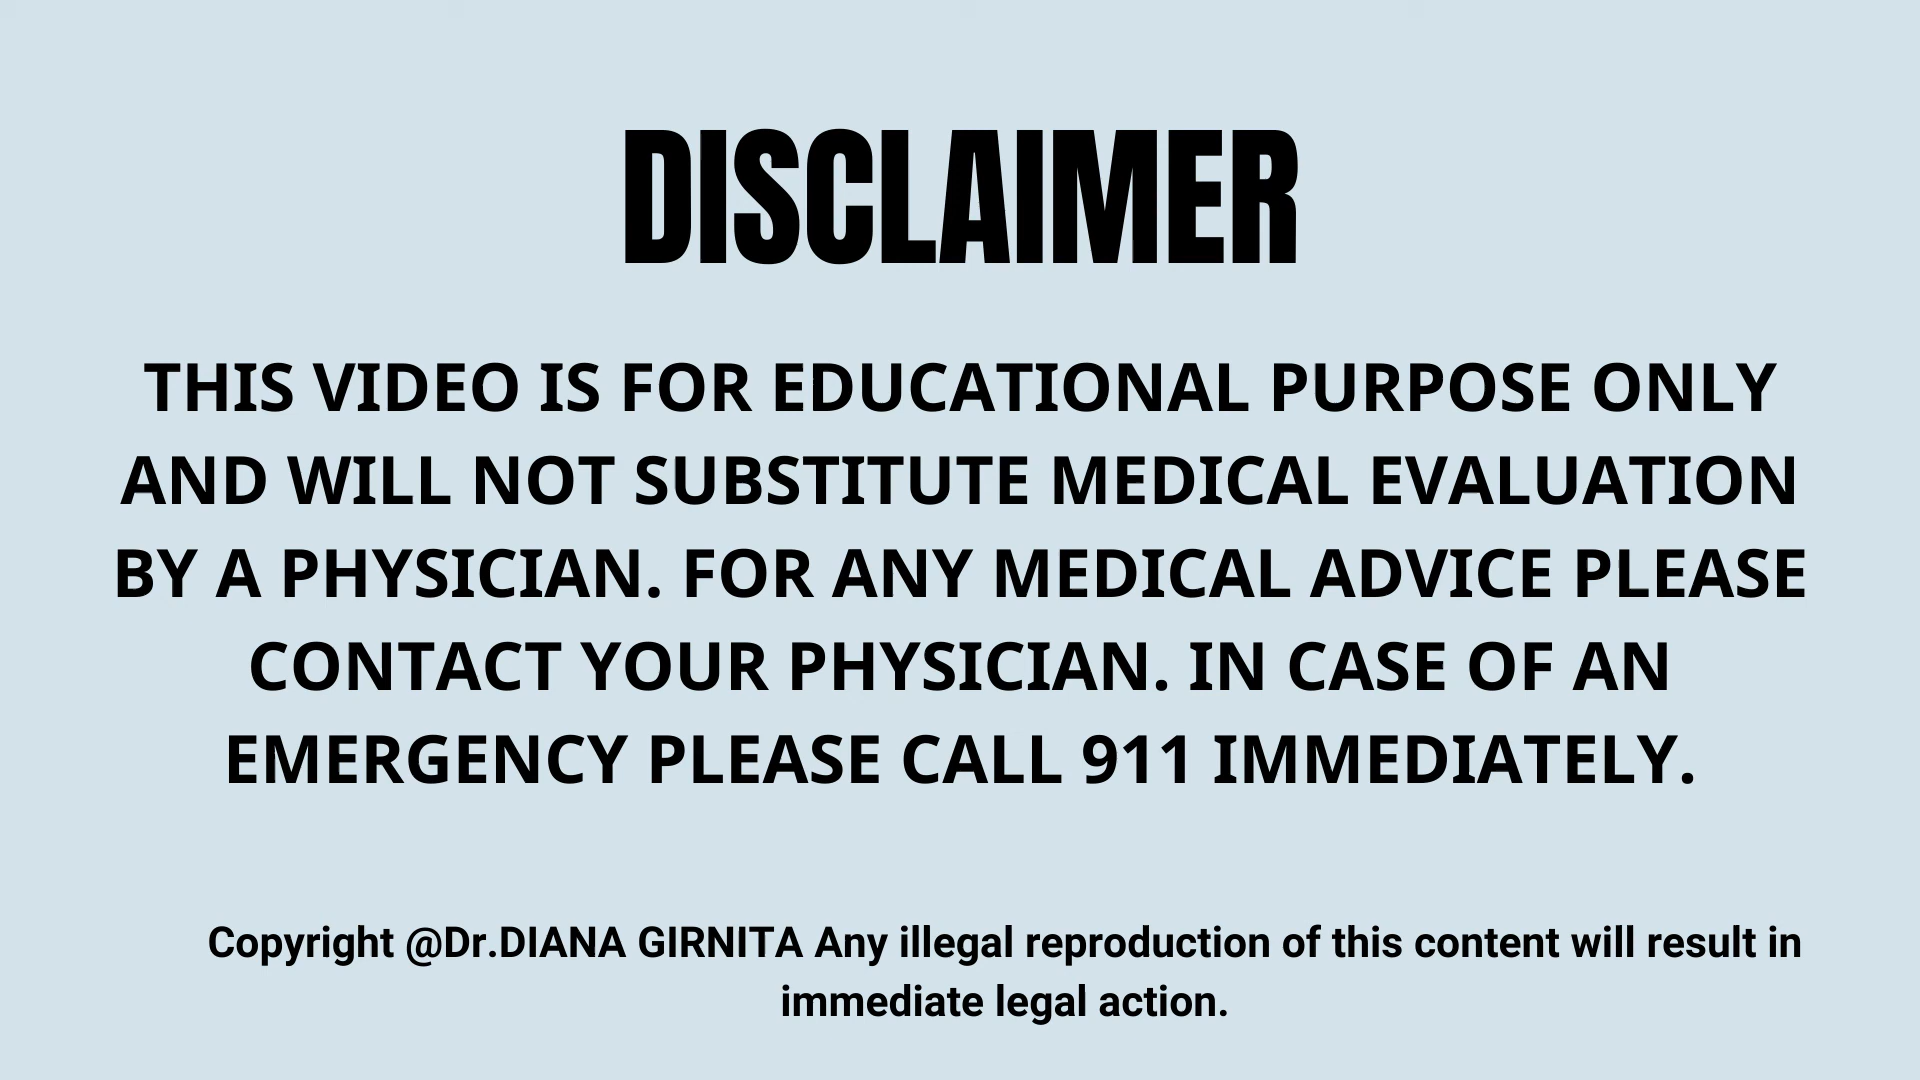 DISCLAIMER
THIS VIDEO IS FOR EDUCATIONAL PURPOSE ONLY
AND WILL NOT SUBSTITUTE MEDICAL EVALUATION
BY A PHYSICIAN. FOR ANY MEDICAL ADVICE PLEASE
CONTACT YOUR PHYSICIAN. IN CASE OF AN
EMERGENCY PLEASE CALL 911 IMMEDIATELY.
Copyright @Dr.DIANA GIRNITA Any illegal reproduction of this content will result in
immediate legal action.